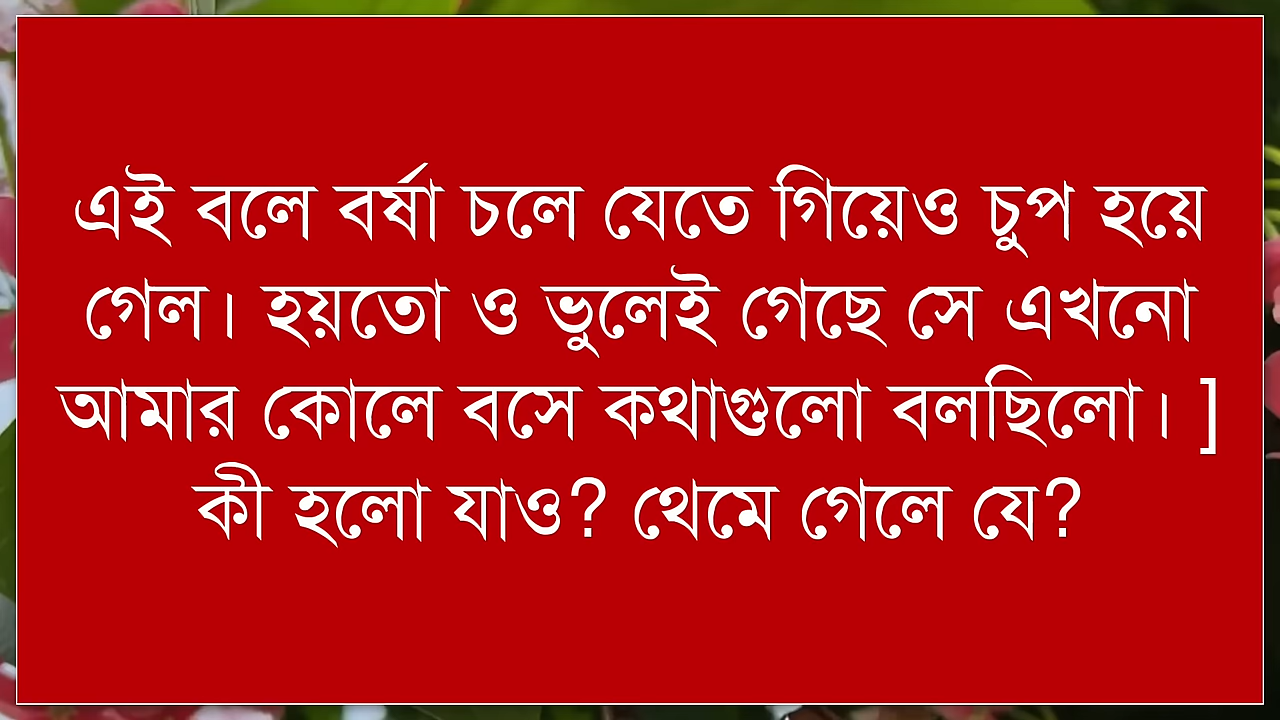 এই বলে বর্ষা চলে যেতে গিয়েও চুপ হয়ে
গেল। হয়তো ও ভুলেই গেছে সে এখনো
আমার কোলে বসে কথাগুলো বলছিলো। ]
কী হলো যাও? থেমে গেলে যে?